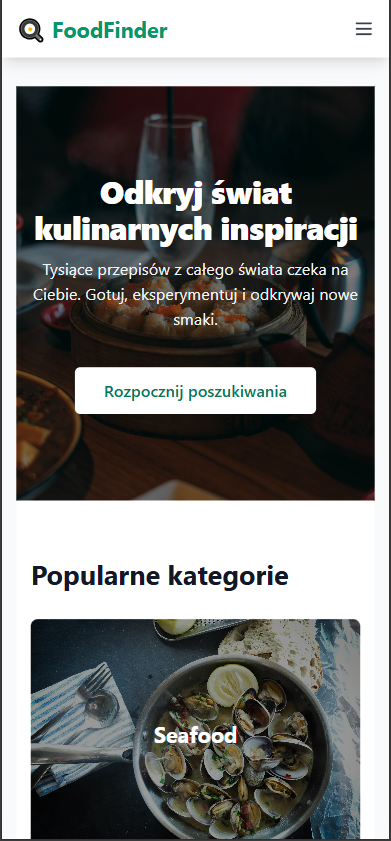 FoodFinder
Odkryj świat
kulinarnych inspiracji
Tysiące przepisów z całego świata czeka na
Ciebie. Gotuj, eksperymentuj i odkrywaj nowe
smaki.
Rozpocznij poszukiwania
Popularne kategorie
Seafood